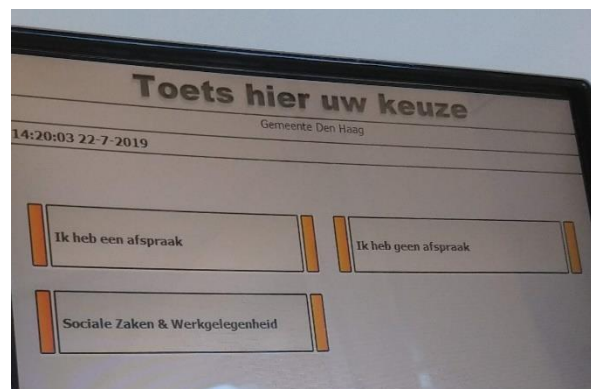 Toets hier uw keuze
Gemeente Den Haag
14:20:03 22-7-2019
Ik heb een afspraak
Ik heb geen afspraak
Sociale Zaken & Werkgelegenheid